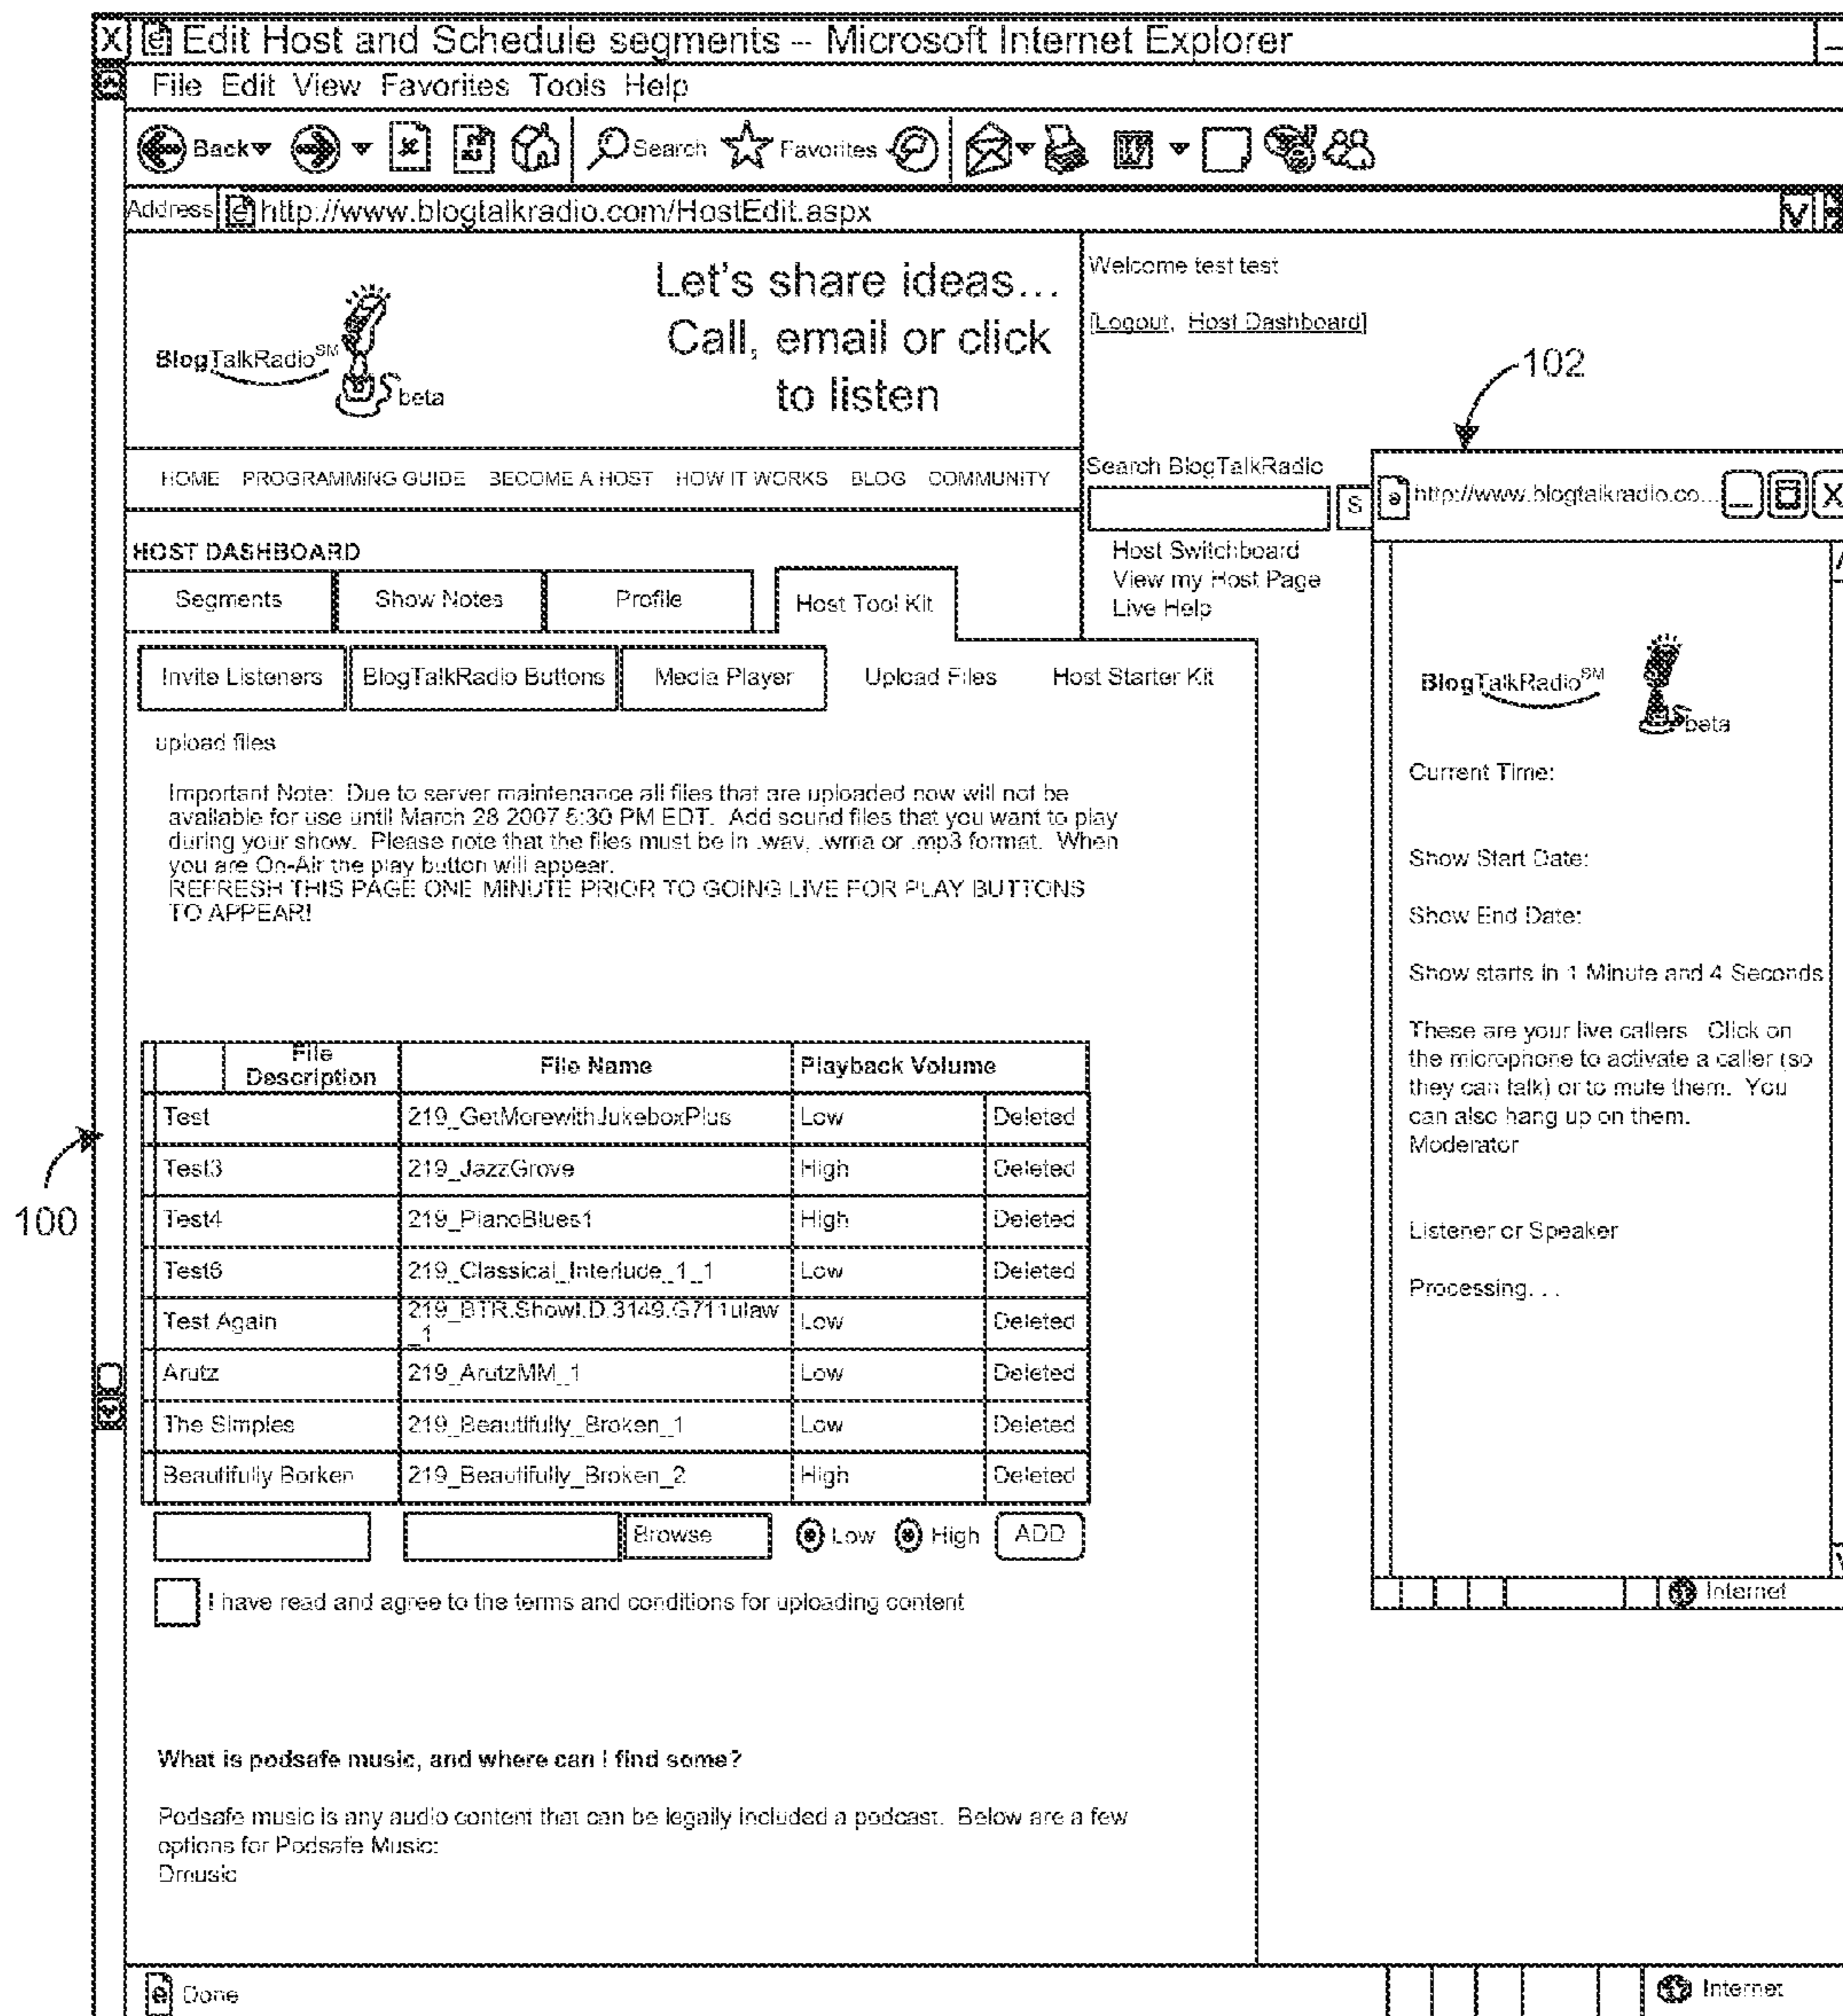 Edit Host and Schedule segments -- Microsoft Internet Explorer
File Edit View Favorites Tools Help
Back Search Favorites
Address http://www.blogtalkradio.com/HostEdit.aspx
BlogTalkRadio SM beta
Let's share ideas...
Call, email or click
to listen
Welcome test test
[Logout, Host Dashboard]
102
HOME PROGRAMMING GUIDE BECOME A HOST HOW IT WORKS BLOG COMMUNITY
Search BlogTalkRadio
S
Host Switchboard
View my Host Page
Live Help
HOST DASHBOARD
Segments Show Notes Profile Host Tool Kit
Invite Listeners BlogTalkRadio Buttons Media Player Upload Files Host Starter Kit
upload files
Important Note: Due to server maintenance all files that are uploaded now will not be
available for use until March 28 2007 5:30 PM EDT. Add sound files that you want to play
during your show. Please note that the files must be in .wav, .wma or .mp3 format. When
you are On-Air the play button will appear.
REFRESH THIS PAGE ONE MINUTE PRIOR TO GOING LIVE FOR PLAY BUTTONS
TO APPEAR!
100
File Description File Name Playback Volume
Test 219_GetMorewithJukeboxPlus Low Deleted
Test3 219_JazzGrove High Deleted
Test4 219_PianoBlues1 High Deleted
Test6 219_Classical_Interlude_1_1 Low Deleted
Test Again 219_BTR.ShowI.D.3149.G711ulaw_1 Low Deleted
Arutz 219_ArutzMM_1 Low Deleted
The Simples 219_Beautifully_Broken_1 Low Deleted
Beautifully Borken 219_Beautifully_Broken_2 High Deleted
Browse Low High ADD
I have read and agree to the terms and conditions for uploading content
What is podsafe music, and where can I find some?
Podsafe music is any audio content that can be legally included a podcast. Below are a few
options for Podsafe Music:
Dmusic
Done Internet
http://www.blogtalkradio.co...
BlogTalkRadio SM beta
Current Time:
Show Start Date:
Show End Date:
Show starts in 1 Minute and 4 Seconds
These are your live callers Click on
the microphone to activate a caller (so
they can talk) or to mute them. You
can also hang up on them.
Moderator
Listener or Speaker
Processing. . .
Internet